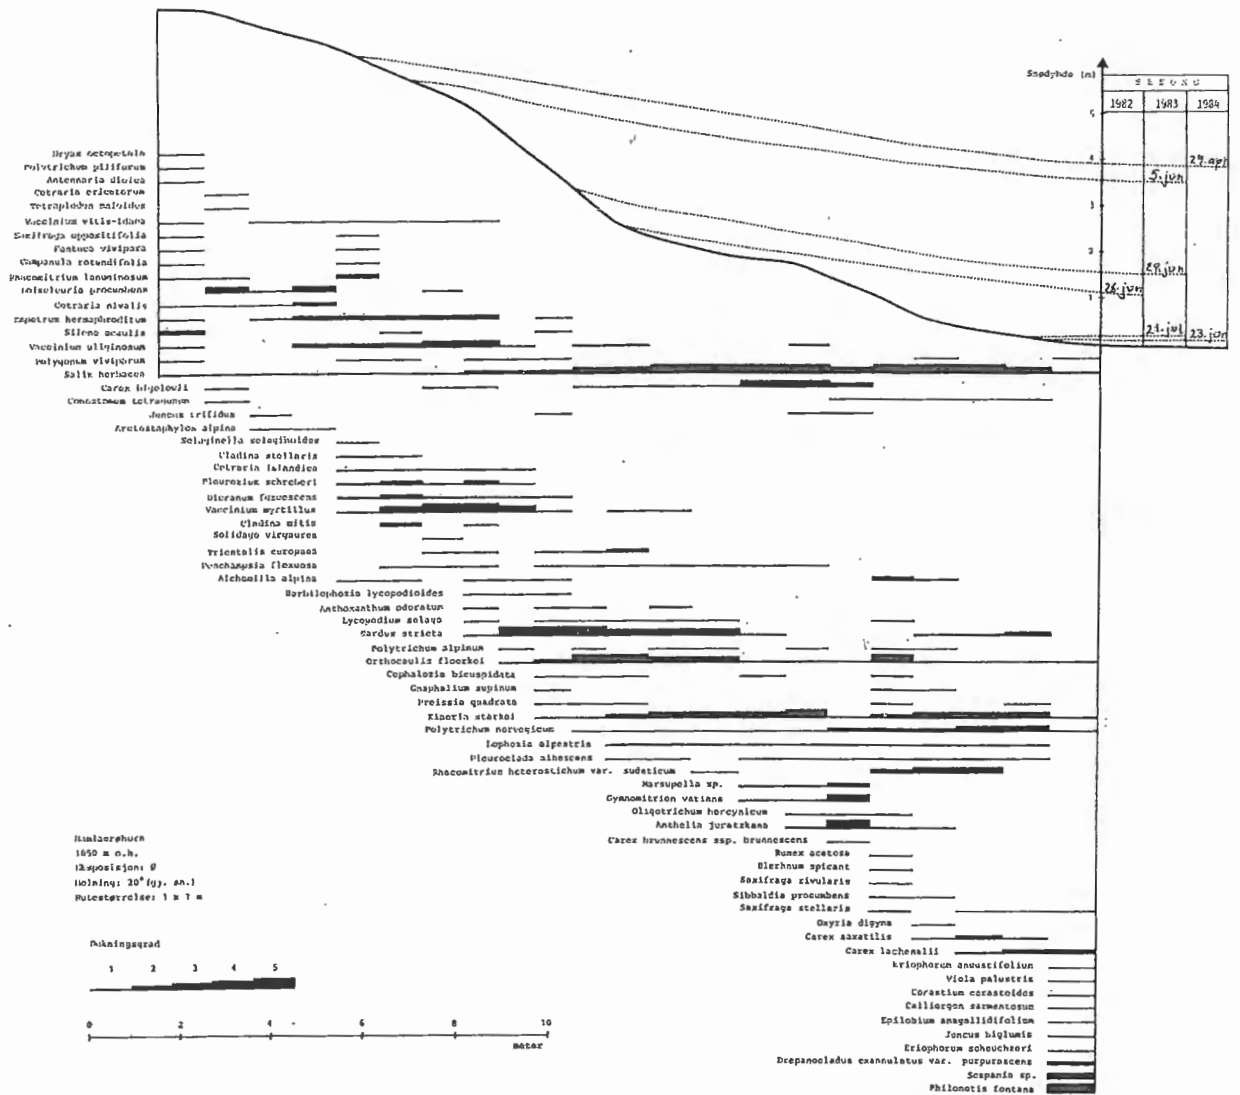 Snødybde (m)
SESONG
1982 1983 1984
5
4
3
2
1
24. apr
5. jun
29. jun
26. jun
21. jul
23. jun
Dryas octopetala
Polytrichum piliferum
Antennaria dioica
Cetraria ericetorum
Tetraplodon mnioides
Vaccinium vitis-idaea
Saxifraga oppositifolia
Festuca vivipara
Campanula rotundifolia
Rhacomitrium lanuginosum
Loiseleuria procumbens
Cetraria nivalis
Empetrum hermaphroditum
Silene acaulis
Vaccinium uliginosum
Polygonum viviparum
Salix herbacea
Carex bigelowii
Conostomum tetragonum
Juncus trifidus
Arctostaphylos alpina
Selaginella selaginoides
Cladina stellaris
Cetraria islandica
Pleurozium schreberi
Dicranum fuscescens
Vaccinium myrtillus
Cladina mitis
Solidago virgaurea
Trientalis europaea
Deschampsia flexuosa
Alchemilla alpina
Barbilophozia lycopodioides
Anthoxanthum odoratum
Lycopodium selago
Nardus stricta
Polytrichum alpinum
Orthocaulis floerkei
Cephalozia bicuspidata
Gnaphalium supinum
Preissia quadrata
Kiaeria starkei
Polytrichum norvegicum
Lophozia alpestris
Pleuroclada albescens
Rhacomitrium heterostichum var. sudeticum
Marsupella sp.
Gymnomitrion varians
Oligotrichum hercynicum
Anthelia juratzkana
Carex brunnescens ssp. brunnescens
Rumex acetosa
Blechnum spicant
Saxifraga rivularis
Sibbaldia procumbens
Saxifraga stellaris
Oxyria digyna
Carex saxatilis
Carex lachenalii
Eriophorum angustifolium
Viola palustris
Cerastium cerastoides
Calliergon sarmentosum
Epilobium anagallidifolium
Juncus biglumis
Eriophorum scheuchzeri
Drepanocladus exannulatus var. purpurascens
Scapania sp.
Philonotis fontana
1050 m o.h.
Eksposisjon: Ø
Helning: 20° (gj. sn.)
Rutestørrelse: 1 x 1 m
Dekningsgrad
1 2 3 4 5
0 2 4 6 8 10
meter